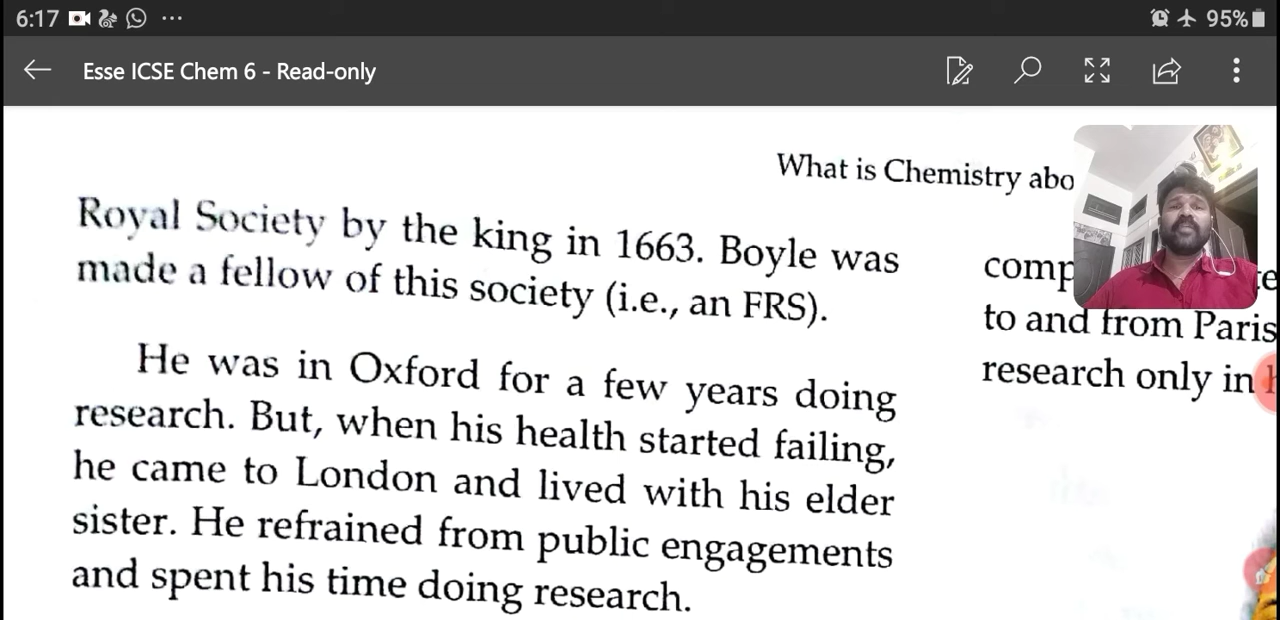 6:17
95%
Esse ICSE Chem 6 - Read-only
What is Chemistry
Royal Society by the king in 1663. Boyle was
made a fellow of this society (i.e., an FRS).
He was in Oxford for a few years doing
research. But, when his health started failing,
he came to London and lived with his elder
sister. He refrained from public engagements
and spent his time doing research.
to and from Paris
research only in